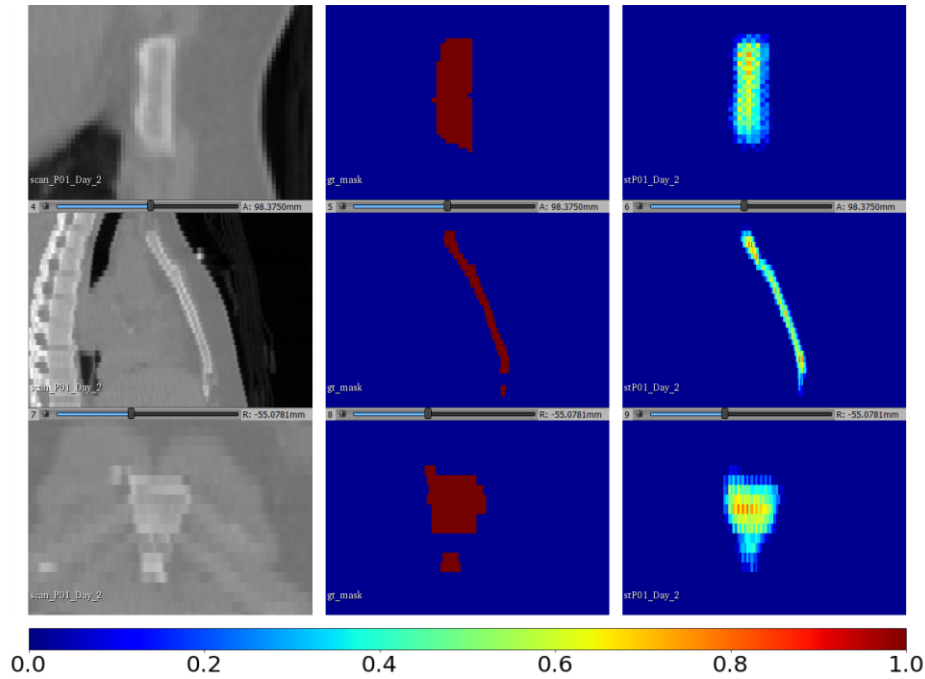 scan_P01_Day_2 gt_mask stP01_Day_2
4 A: 98.3750mm 5 A: 98.3750mm 6 A: 98.3750mm
scan_P01_Day_2 gt_mask stP01_Day_2
7 R: -55.0781mm 8 R: -55.0781mm 9 R: -55.0781mm
scan_P01_Day_2 gt_mask stP01_Day_2
0.0 0.2 0.4 0.6 0.8 1.0